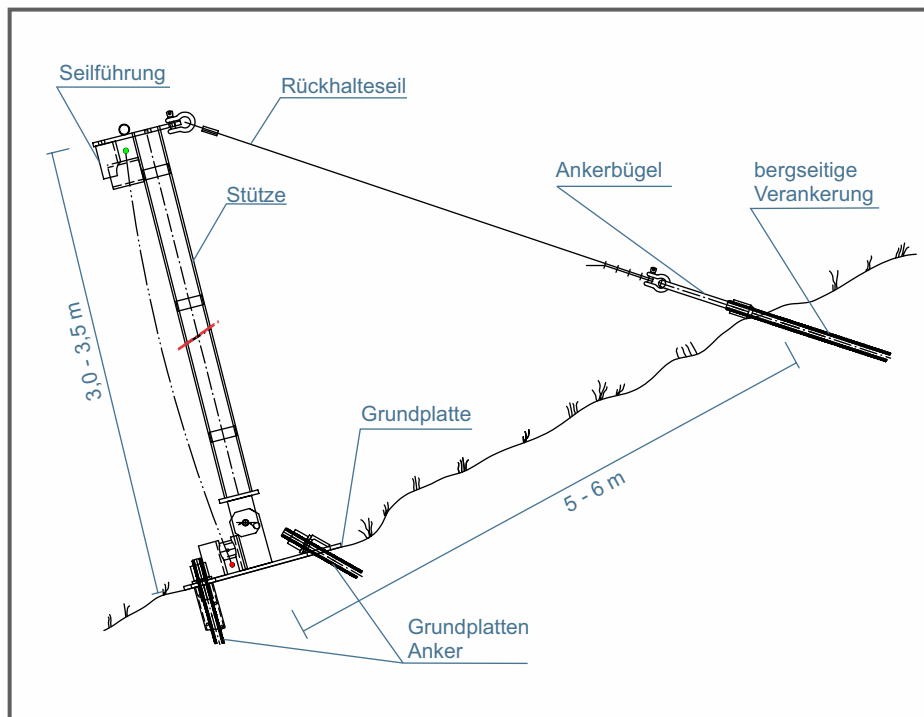 Seilführung
Rückhalteseil
Ankerbügel
bergseitige
Verankerung
Stütze
3,0 - 3,5 m
Grundplatte
5 - 6 m
Grundplatten
Anker